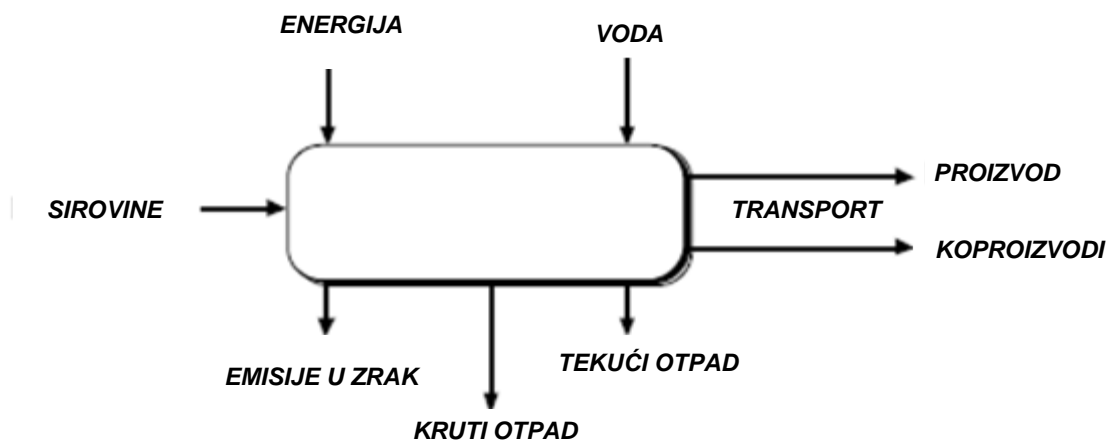 ENERGIJA
VODA
SIROVINE
PROIZVOD
TRANSPORT
KOPROIZVODI
EMISIJE U ZRAK
TEKUĆI OTPAD
KRUTI OTPAD